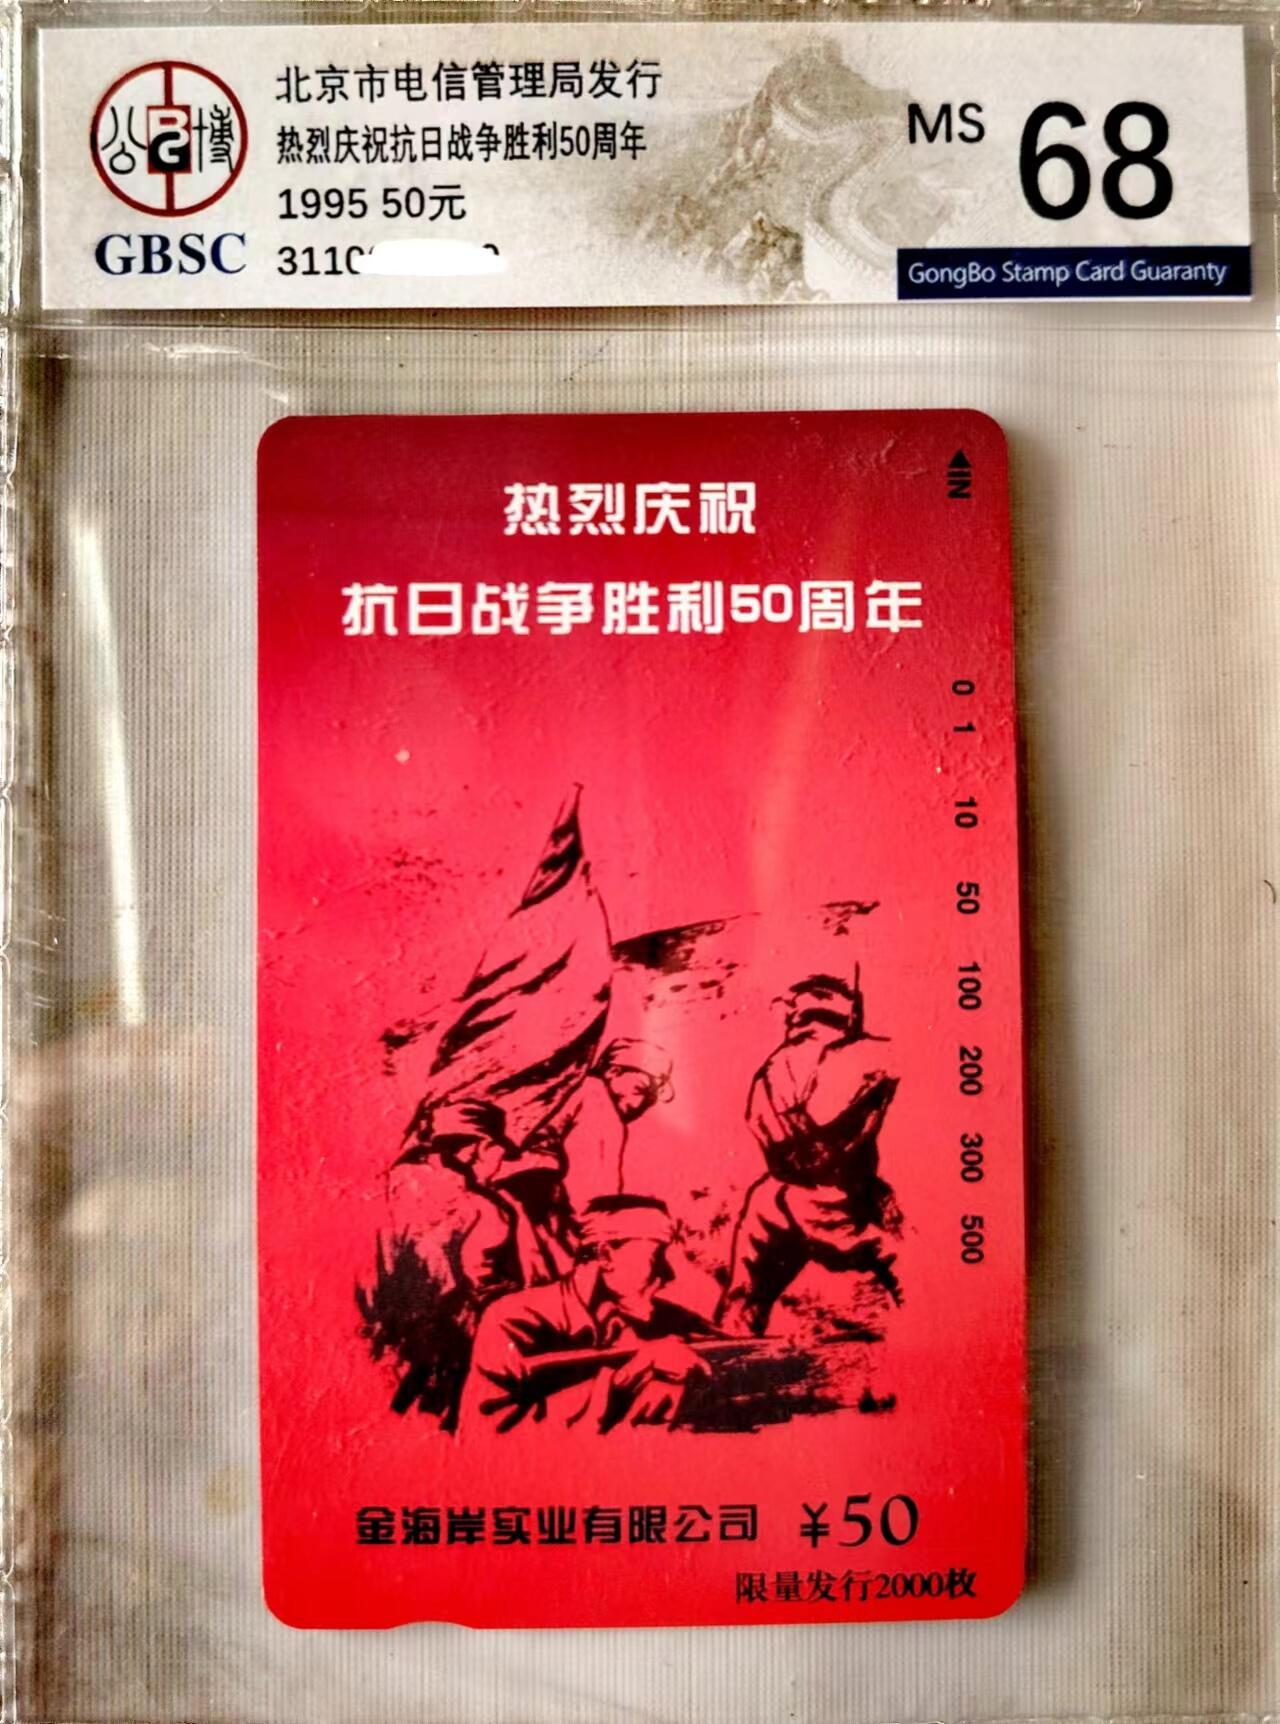 公博
BG
GBSC
北京市电信管理局发行
热烈庆祝抗日战争胜利50周年
1995 50元
3110
MS 68
GongBo Stamp Card Guaranty
热烈庆祝
IN
抗日战争胜利50周年
0
1
10
50
100
200
300
500
金海岸实业有限公司 ¥50
限量发行2000枚